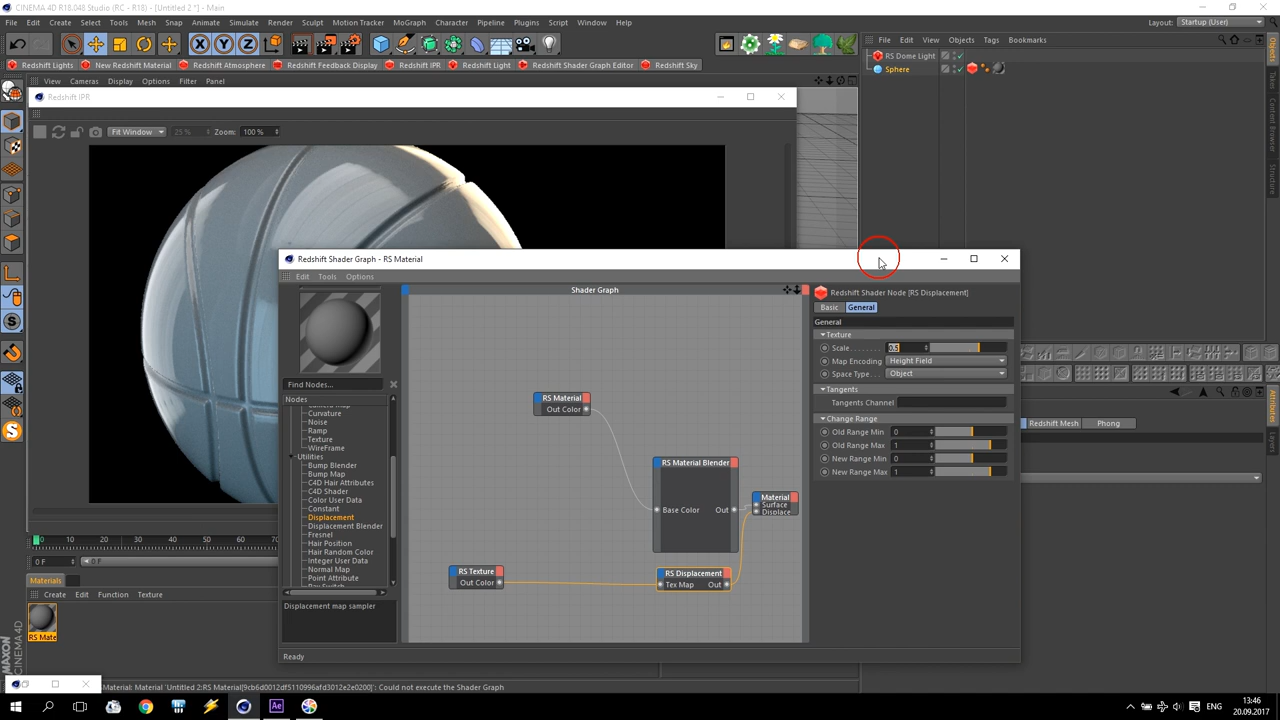 CINEMA 4D R18.048 Studio (RC - R18) - [Untitled 2 *] - Main
File Edit Create Select Tools Mesh Snap Animate Simulate Render Sculpt Motion Tracker MoGraph Character Pipeline Plugins Script Window Help
Layout: Startup (User)
File Edit View Objects Tags Bookmarks
RS Dome Light
Sphere
Redshift Lights New Redshift Material Redshift Atmosphere Redshift Feedback Display Redshift IPR Redshift Light Redshift Shader Graph Editor Redshift Sky
View Cameras Display Options Filter Panel
Redshift IPR
Fit Window 25 % Zoom: 100 %
Redshift Shader Graph - RS Material
Edit Tools Options
Shader Graph
Find Nodes...
Nodes
Curvature
Noise
Ramp
Texture
WireFrame
Utilities
Bump Blender
Bump Map
C4D Hair Attributes
C4D Shader
Color User Data
Constant
Displacement
Displacement Blender
Fresnel
Hair Position
Hair Random Color
Integer User Data
Normal Map
Point Attribute
Displacement map sampler
Ready
RS Material
Out Color
RS Material Blender
Base Color Out
Material
Surface
Displace
RS Texture
Out Color
RS Displacement
Tex Map Out
Redshift Shader Node [RS Displacement]
Basic General
General
Texture
Scale . . . . . . . . 0.5
Map Encoding Height Field
Space Type . . . Object
Tangents
Tangents Channel
Change Range
Old Range Min 0
Old Range Max 1
New Range Min 0
New Range Max 1
Redshift Mesh Phong
Objects
Takes
Content Browser
Structure
Attributes
Layers
0 10 20 30 40 50
0 F 0 F
Materials
Create Edit Function Texture
RS Mate
MAXON CINEMA 4D
Material: Material 'Untitled 2:RS Material[9cb6d0012df5110996afd3012e2e0200]': Could not execute the Shader Graph
ENG
13:46
20.09.2017